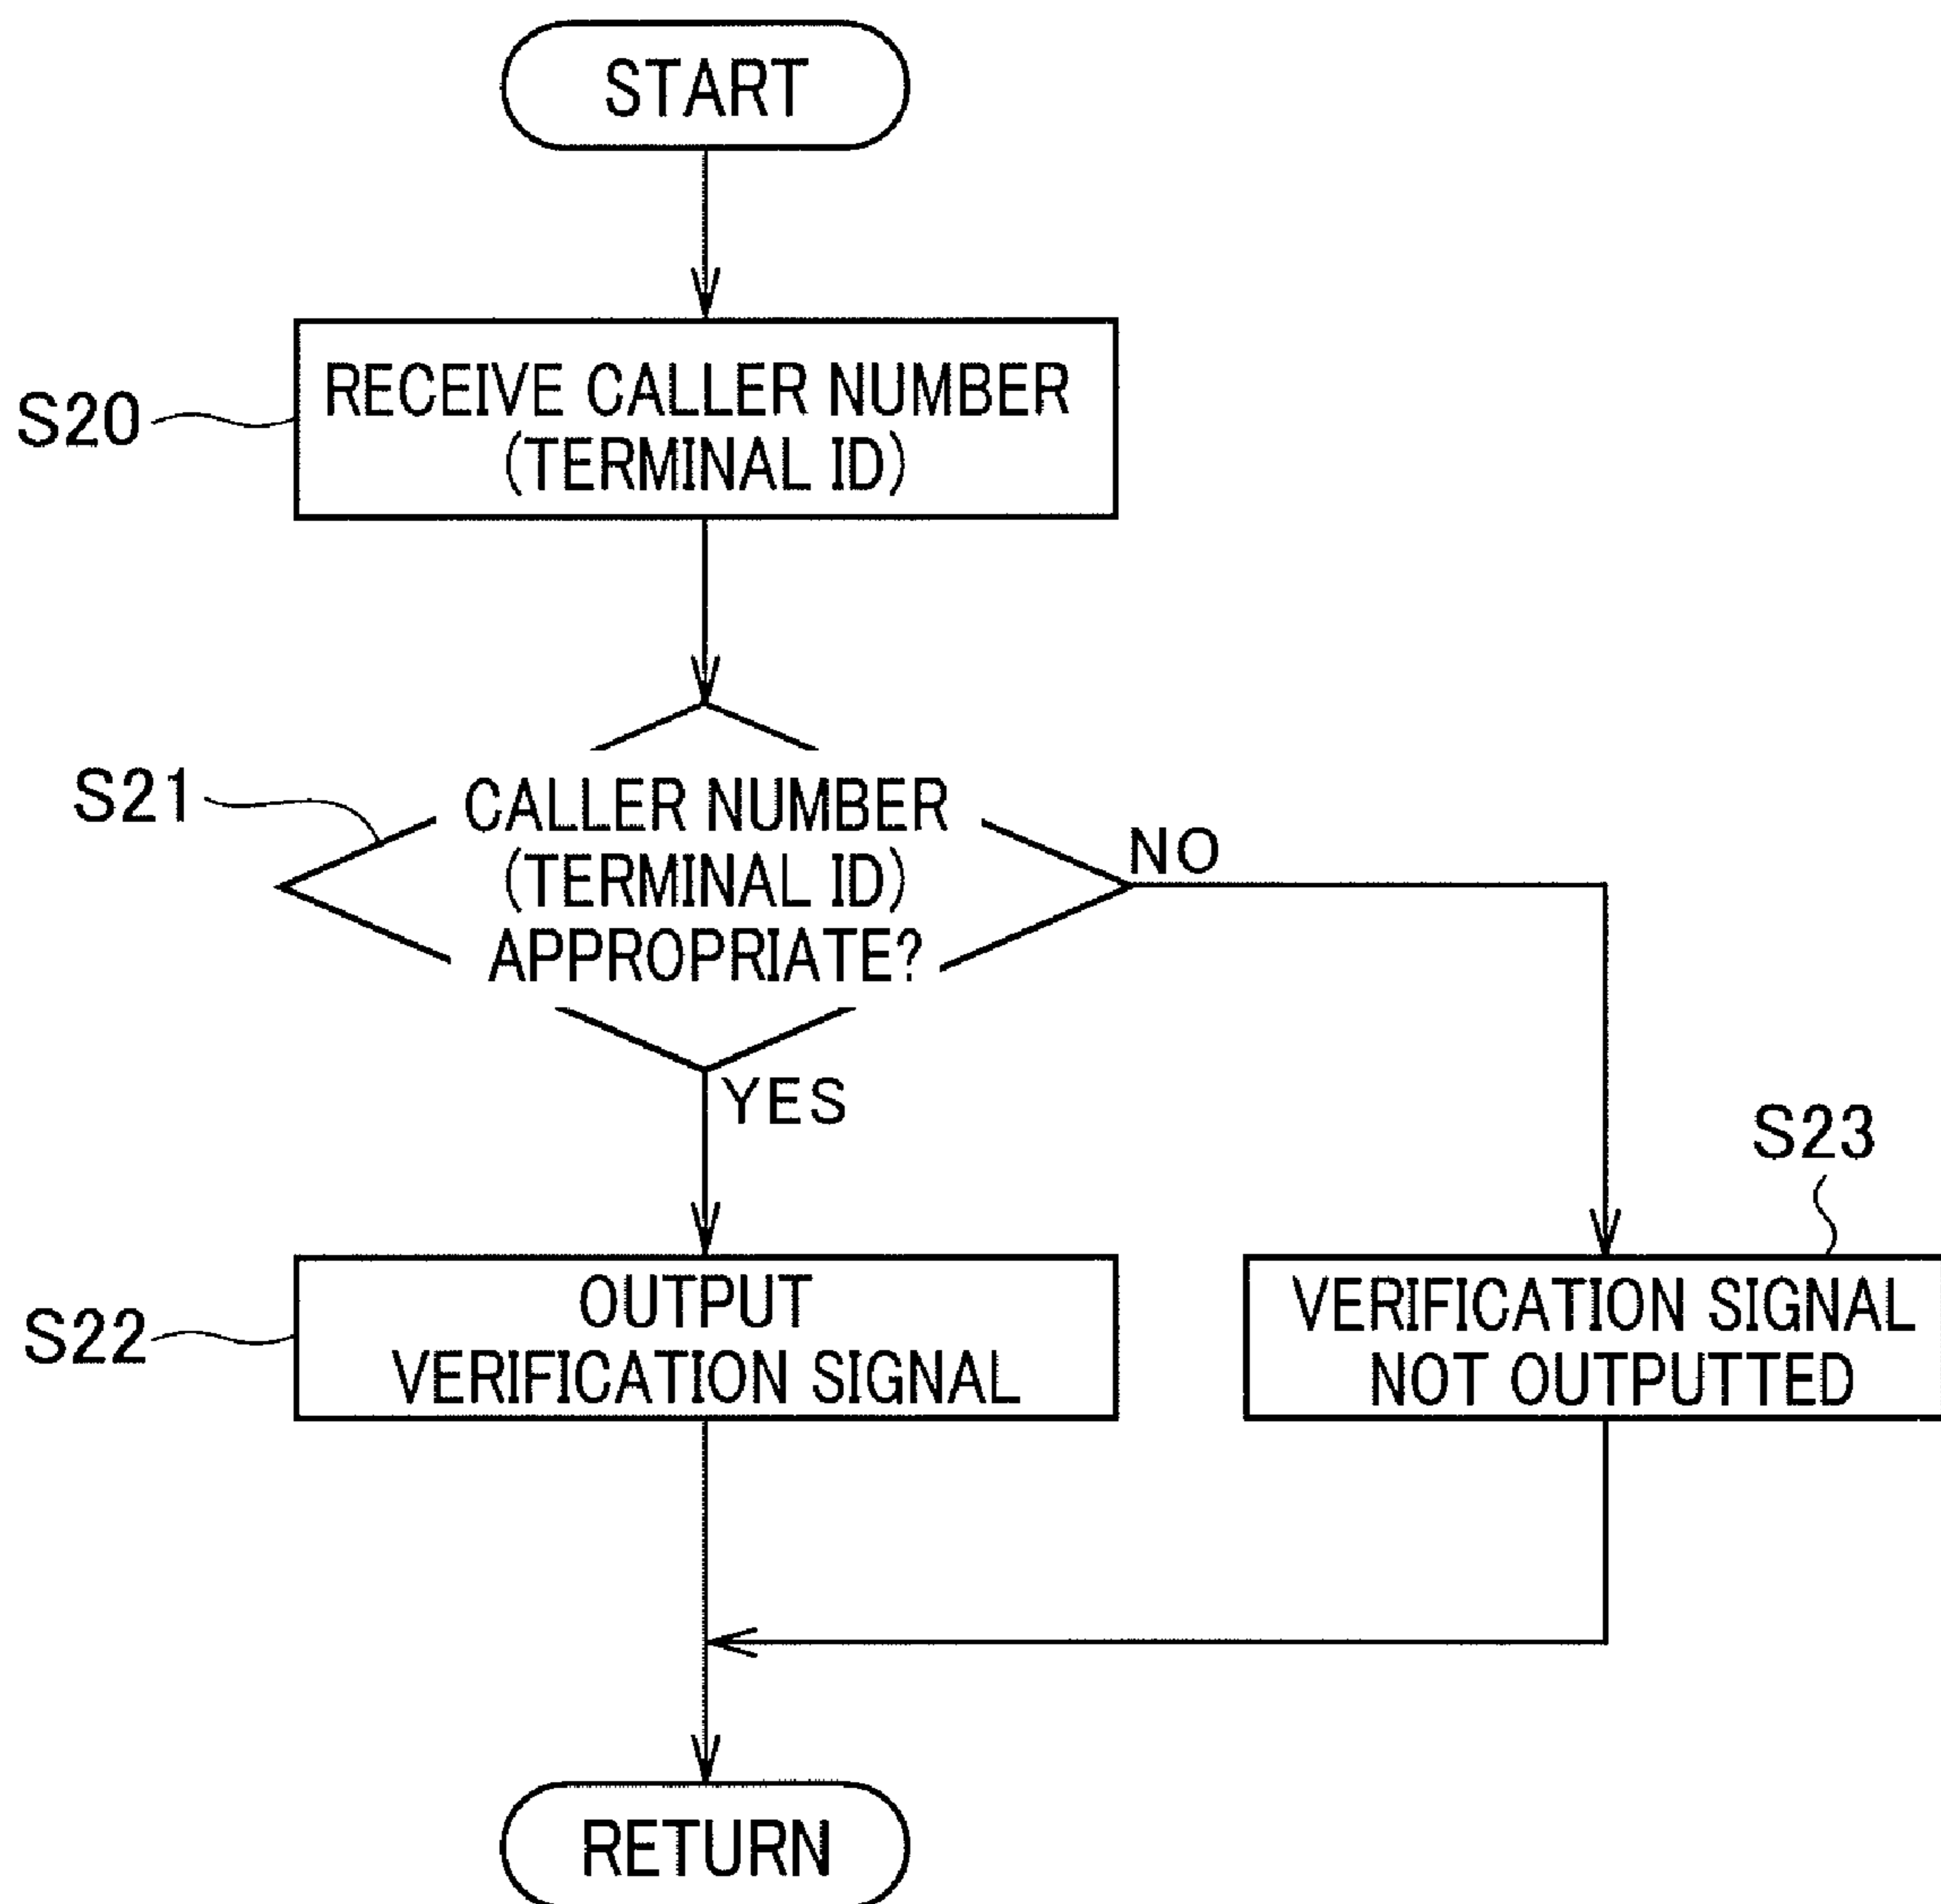 START
S20
RECEIVE CALLER NUMBER
(TERMINAL ID)
S21
CALLER NUMBER
(TERMINAL ID)
APPROPRIATE?
NO
YES
S22
OUTPUT
VERIFICATION SIGNAL
S23
VERIFICATION SIGNAL
NOT OUTPUTTED
RETURN